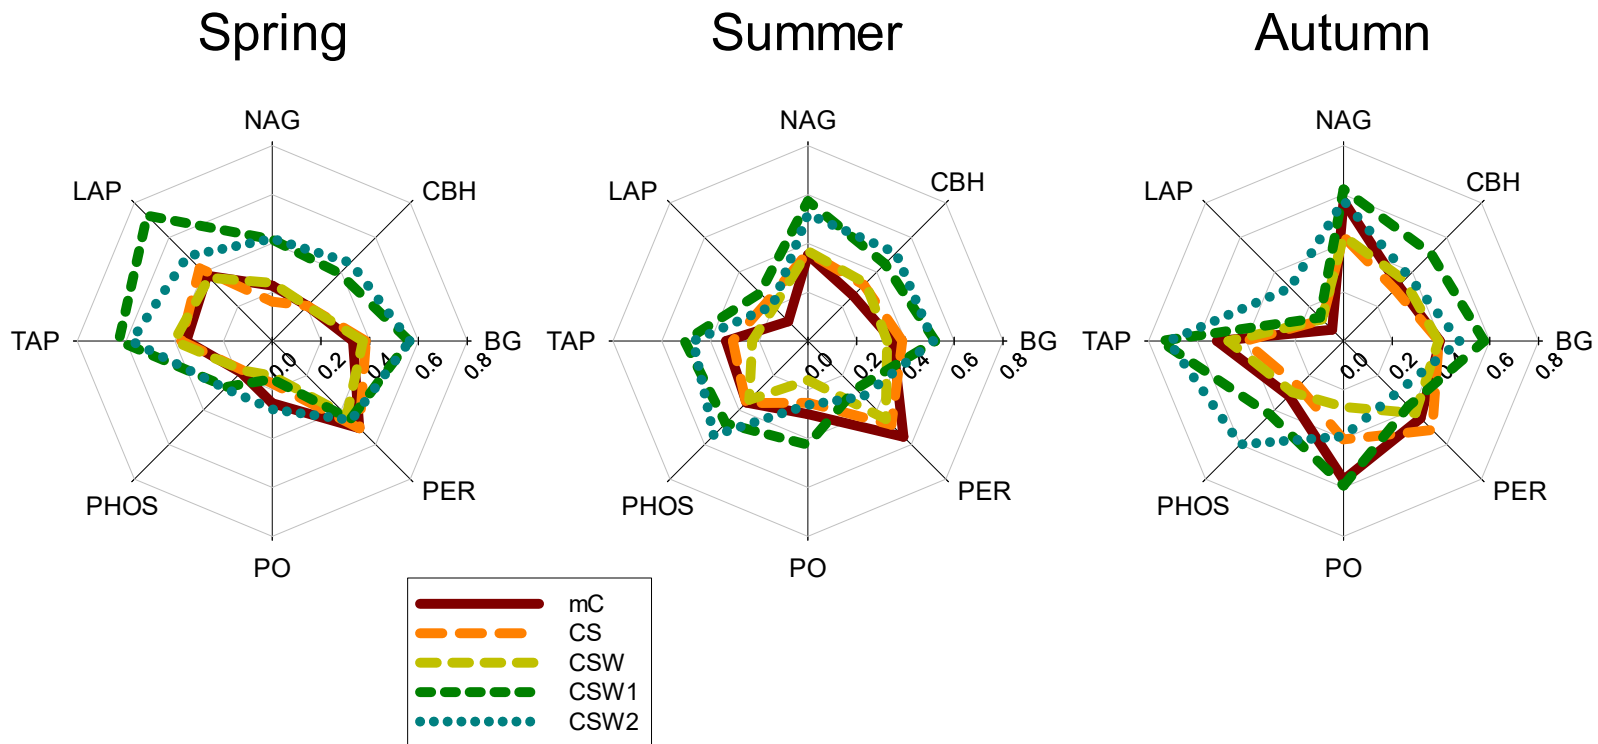 Spring Summer Autumn
NAG NAG NAG
LAP CBH LAP CBH LAP CBH
TAP BG TAP BG TAP BG
0.0 0.2 0.4 0.6 0.8 0.0 0.2 0.4 0.6 0.8 0.0 0.2 0.4 0.6 0.8
PHOS PER PHOS PER PHOS PER
PO PO PO
mC
CS
CSW
CSW1
CSW2